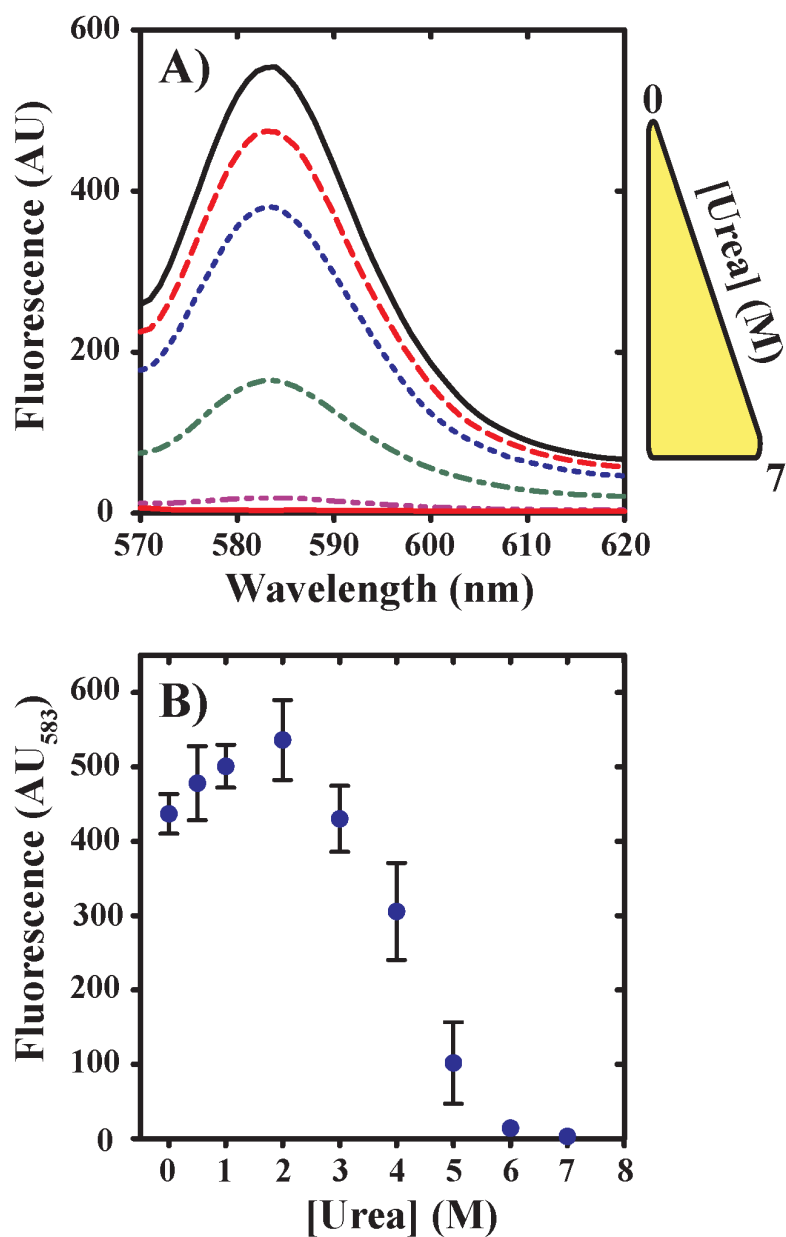 A)
600
400
200
0
Fluorescence (AU)
570 580 590 600 610 620
Wavelength (nm)
0
[Urea] (M)
7
B)
600
500
400
300
200
100
0
Fluorescence (AU583)
0 1 2 3 4 5 6 7 8
[Urea] (M)